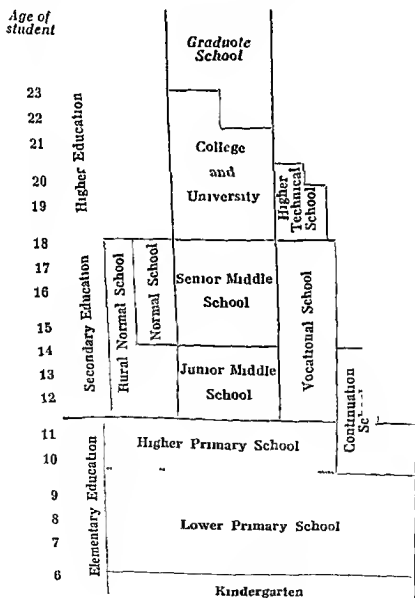 Age of
student
Graduate
School
23
22
21
20
19
18
17
16
15
14
13
12
11
10
9
8
7
6
Higher Education
Secondary Education
Elementary Education
College
and
University
Higher
Technical
School
Rural Normal School
Normal School
Senior Middle
School
Junior Middle
School
Vocational School
Continuation
Higher Primary School
Lower Primary School
Kindergarten